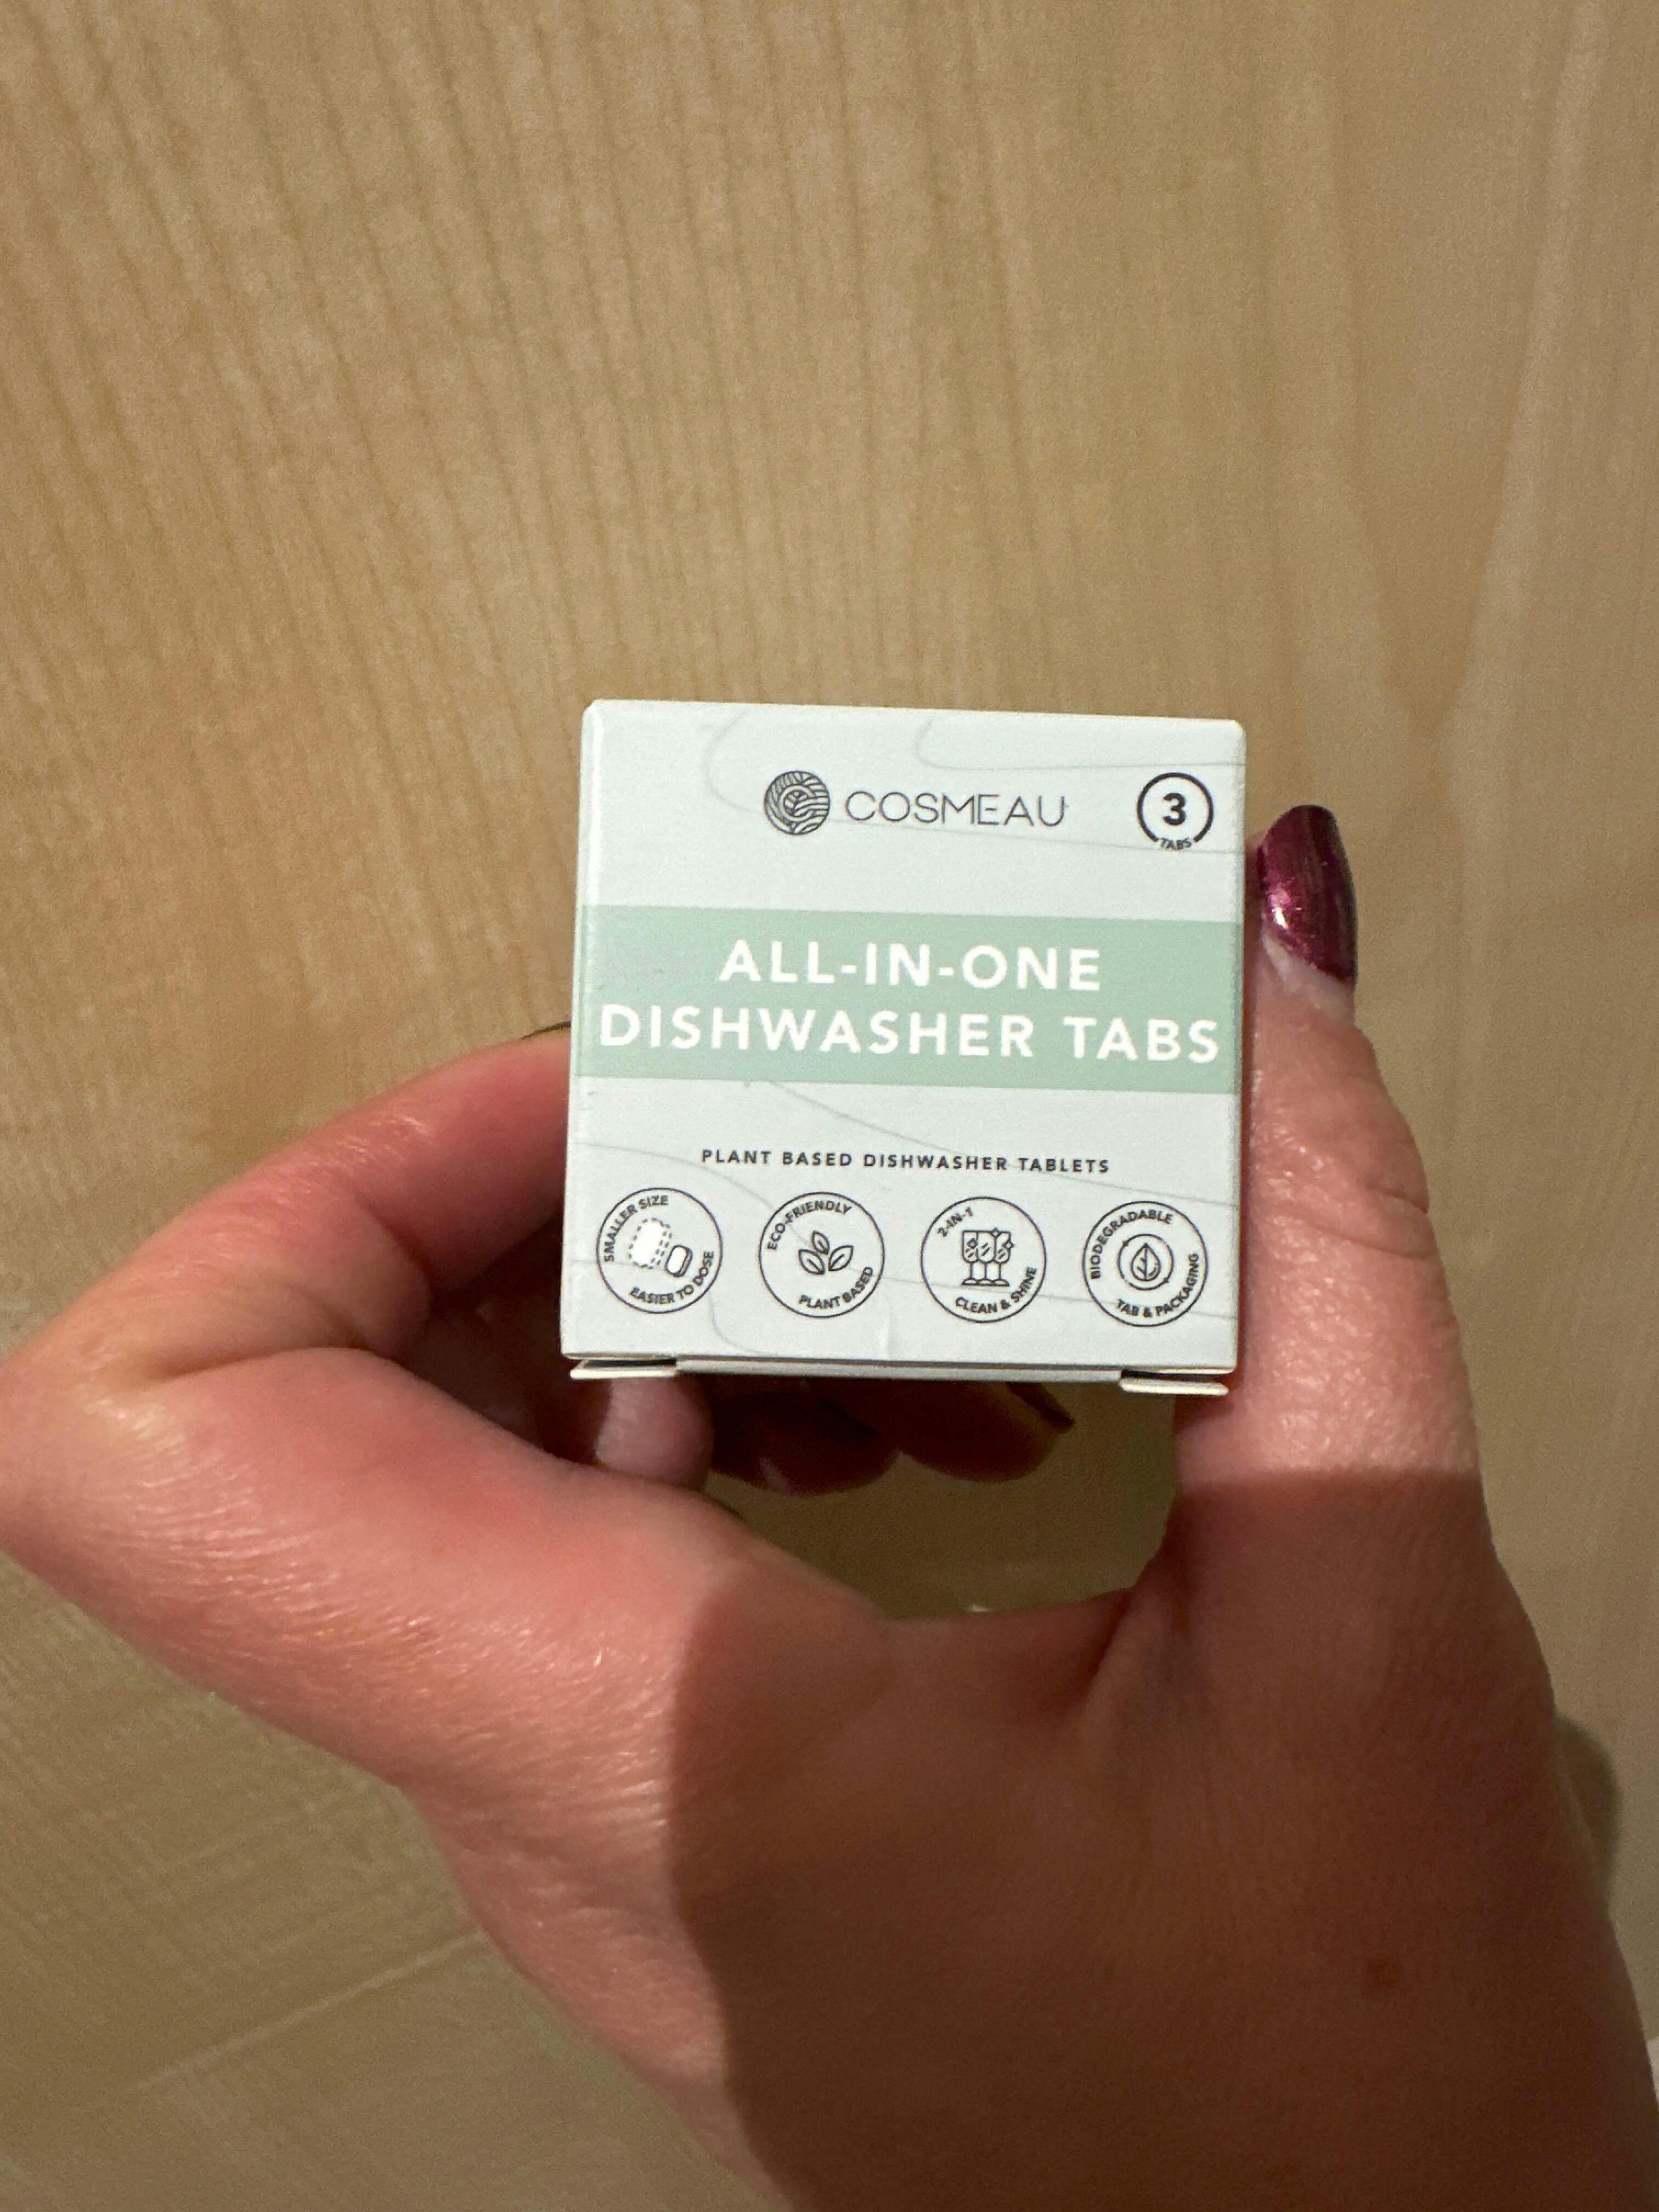 COSMEAU
3
TABS
ALL-IN-ONE
DISHWASHER TABS
PLANT BASED DISHWASHER TABLETS
SMALLER SIZE
EASIER TO DOSE
ECO-FRIENDLY
PLANT BASED
2-IN-1
CLEAN & SHINE
BIODEGRADABLE
TAB & PACKAGING